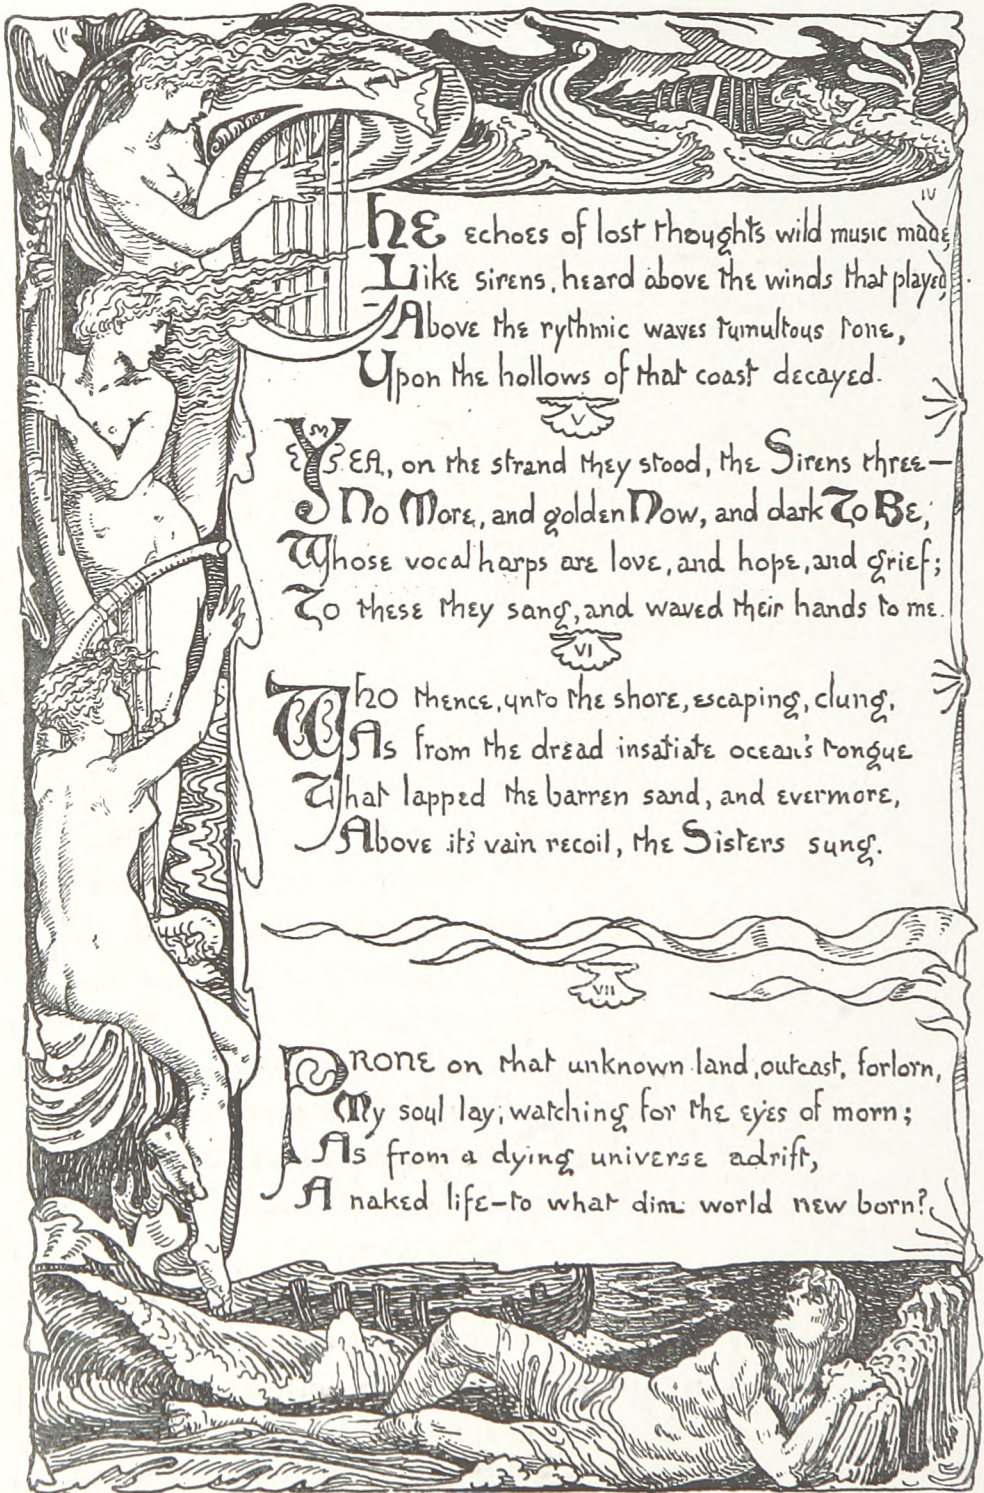 IV
The echoes of lost thoughts wild music made,
Like sirens, heard above the winds that played,
Above the rythmic waves tumultous tone,
Upon the hollows of that coast decayed.
V
YEA, on the strand they stood, the Sirens three—
No More, and golden Now, and dark To Be,
Whose vocal harps are love, and hope, and grief;
To these they sang, and waved their hands to me.
VI
Who thence, unto the shore, escaping, clung,
As from the dread insatiate ocean's tongue
That lapped the barren sand, and evermore,
Above it's vain recoil, the Sisters sung.
VII
PRONE on that unknown land, outcast, forlorn,
My soul lay, watching for the eyes of morn;
As from a dying universe adrift,
A naked life—to what dim world new born?